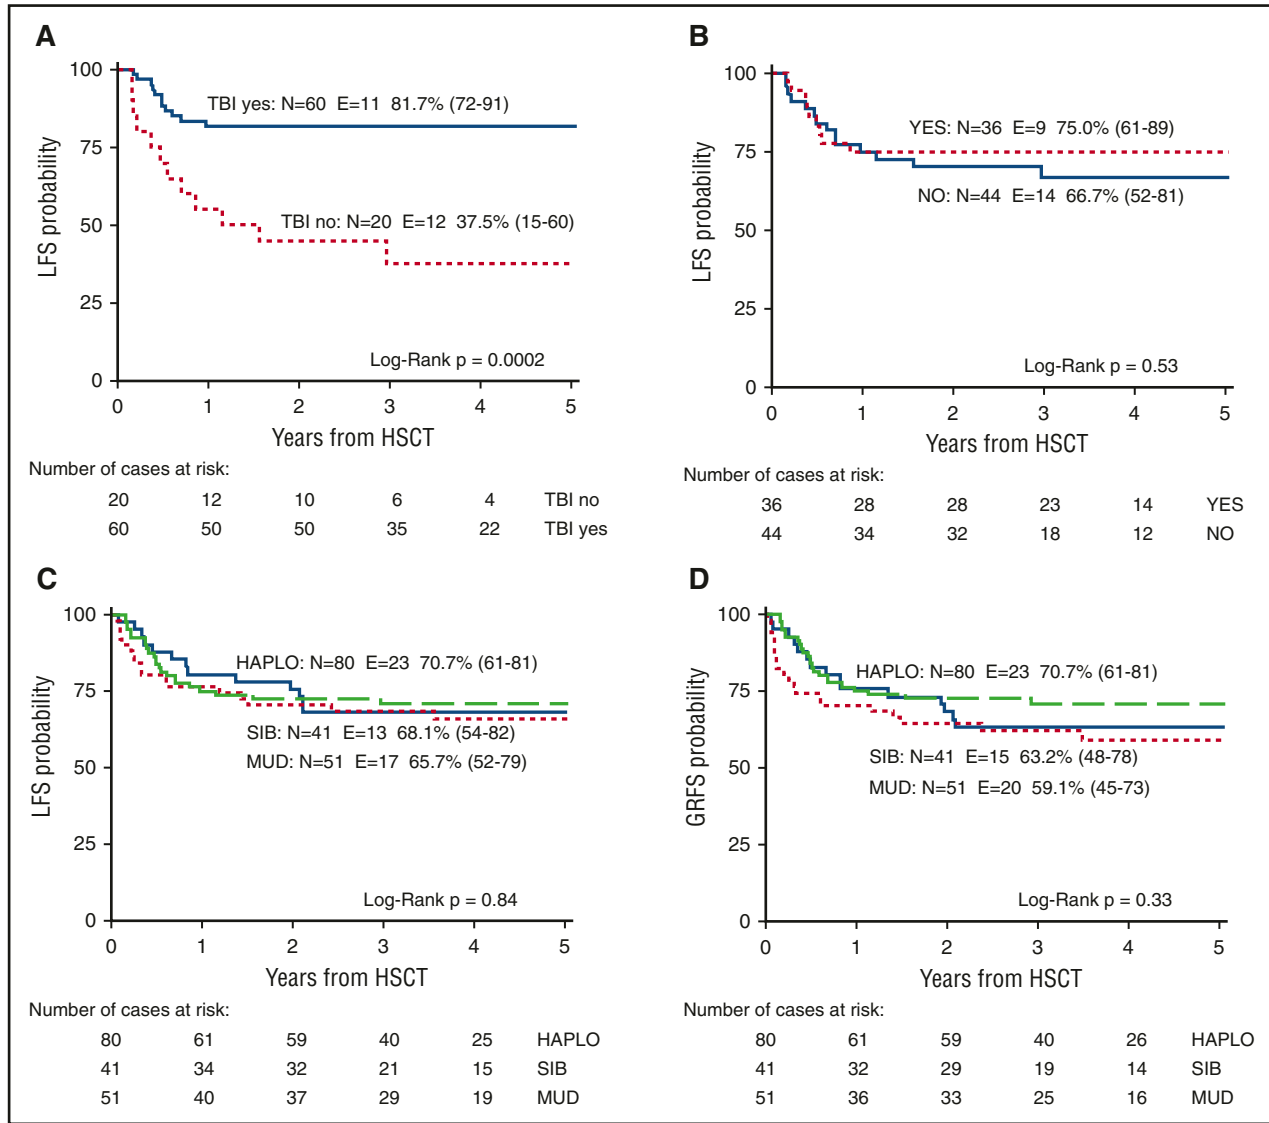 A
LFS probability
100
75
50
25
0
TBI yes: N=60 E=11 81.7% (72-91)
TBI no: N=20 E=12 37.5% (15-60)
Log-Rank p = 0.0002
0 1 2 3 4 5
Years from HSCT
Number of cases at risk:
20 12 10 6 4 TBI no
60 50 50 35 22 TBI yes
B
LFS probability
100
75
50
25
0
YES: N=36 E=9 75.0% (61-89)
NO: N=44 E=14 66.7% (52-81)
Log-Rank p = 0.53
0 1 2 3 4 5
Years from HSCT
Number of cases at risk:
36 28 28 23 14 YES
44 34 32 18 12 NO
C
LFS probability
100
75
50
25
0
HAPLO: N=80 E=23 70.7% (61-81)
SIB: N=41 E=13 68.1% (54-82)
MUD: N=51 E=17 65.7% (52-79)
Log-Rank p = 0.84
0 1 2 3 4 5
Years from HSCT
Number of cases at risk:
80 61 59 40 25 HAPLO
41 34 32 21 15 SIB
51 40 37 29 19 MUD
D
GRFS probability
100
75
50
25
0
HAPLO: N=80 E=23 70.7% (61-81)
SIB: N=41 E=15 63.2% (48-78)
MUD: N=51 E=20 59.1% (45-73)
Log-Rank p = 0.33
0 1 2 3 4 5
Years from HSCT
Number of cases at risk:
80 61 59 40 26 HAPLO
41 32 29 19 14 SIB
51 36 33 25 16 MUD